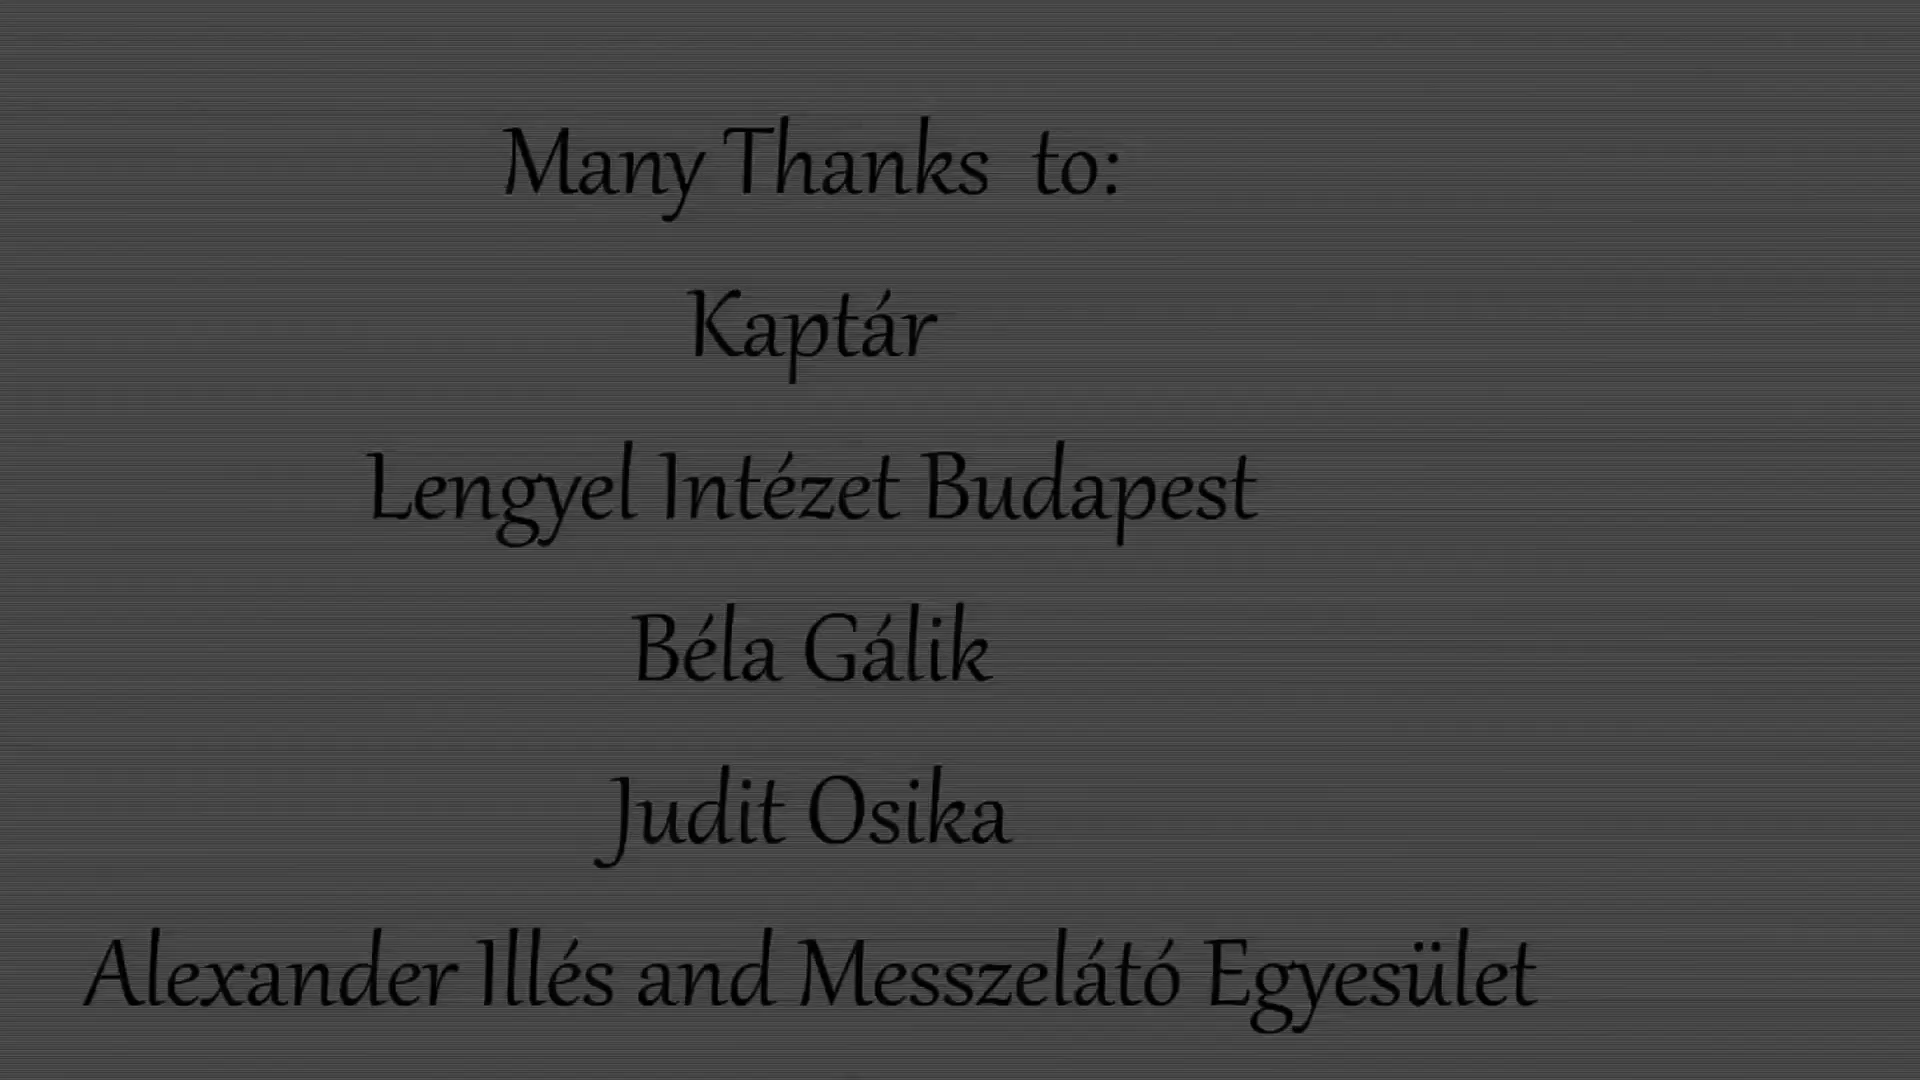 Many Thanks to:
Kaptár
Lengyel Intézet Budapest
Béla Gálik
Judit Osika
Alexander Illés and Messzelátó Egyesület